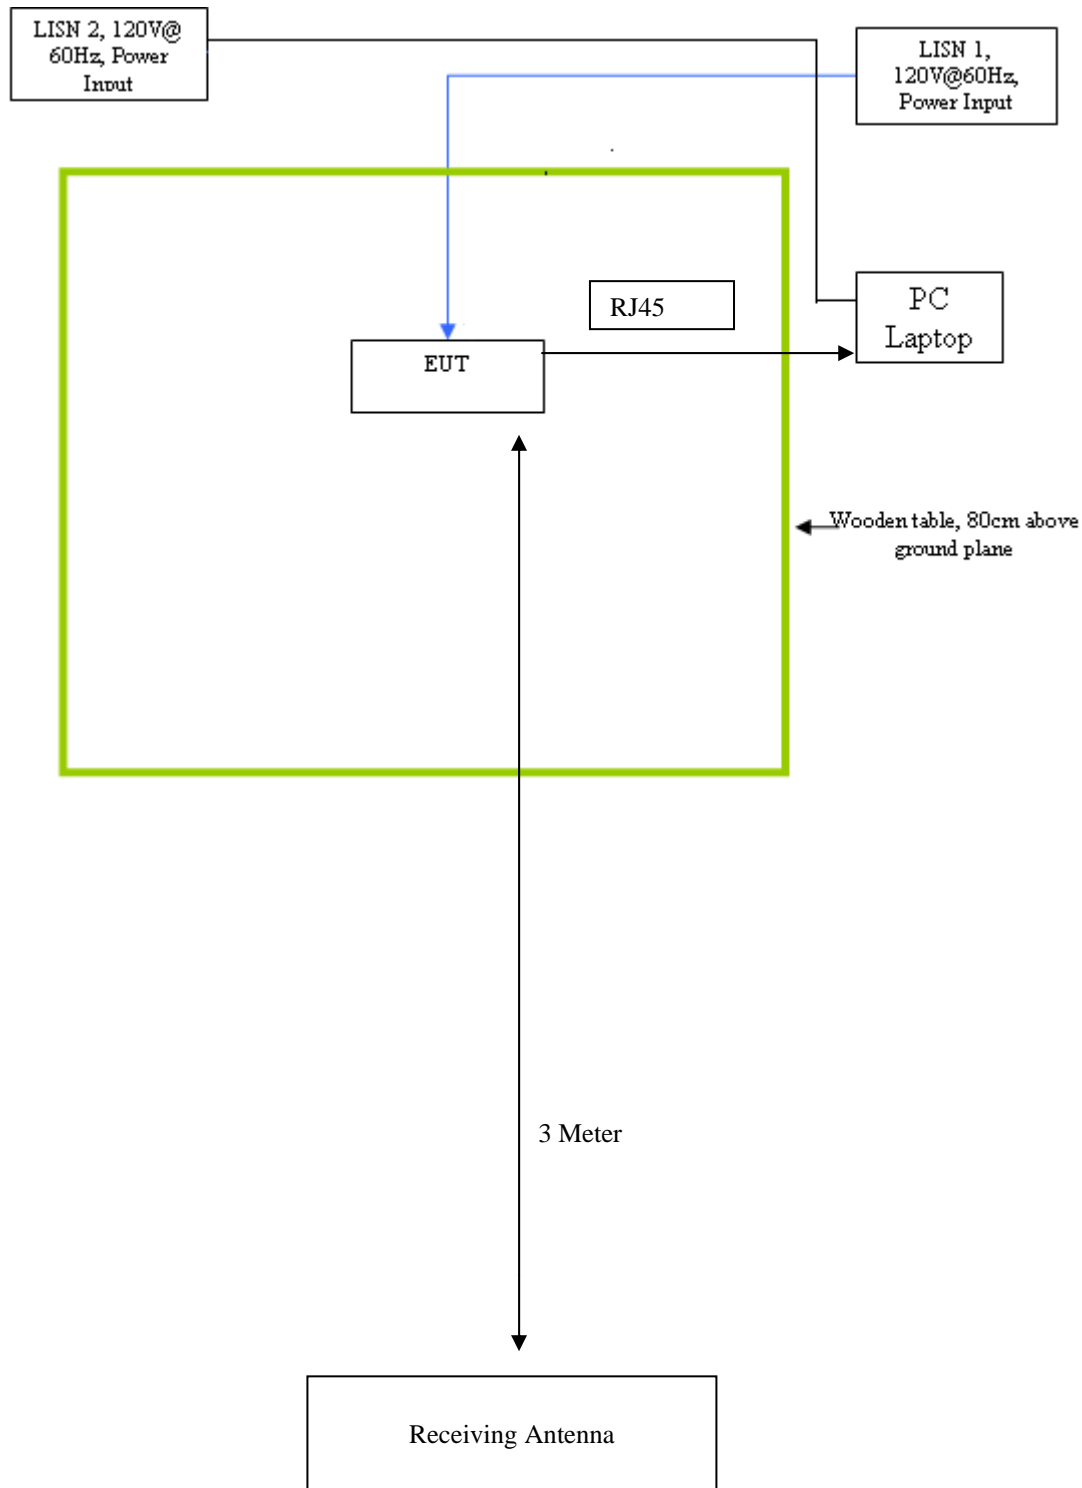 LISN 2, 120V@
60Hz, Power
Input
LISN 1,
120V@60Hz,
Power Input
RJ45
PC
Laptop
EUT
Wooden table, 80cm above
ground plane
3 Meter
Receiving Antenna